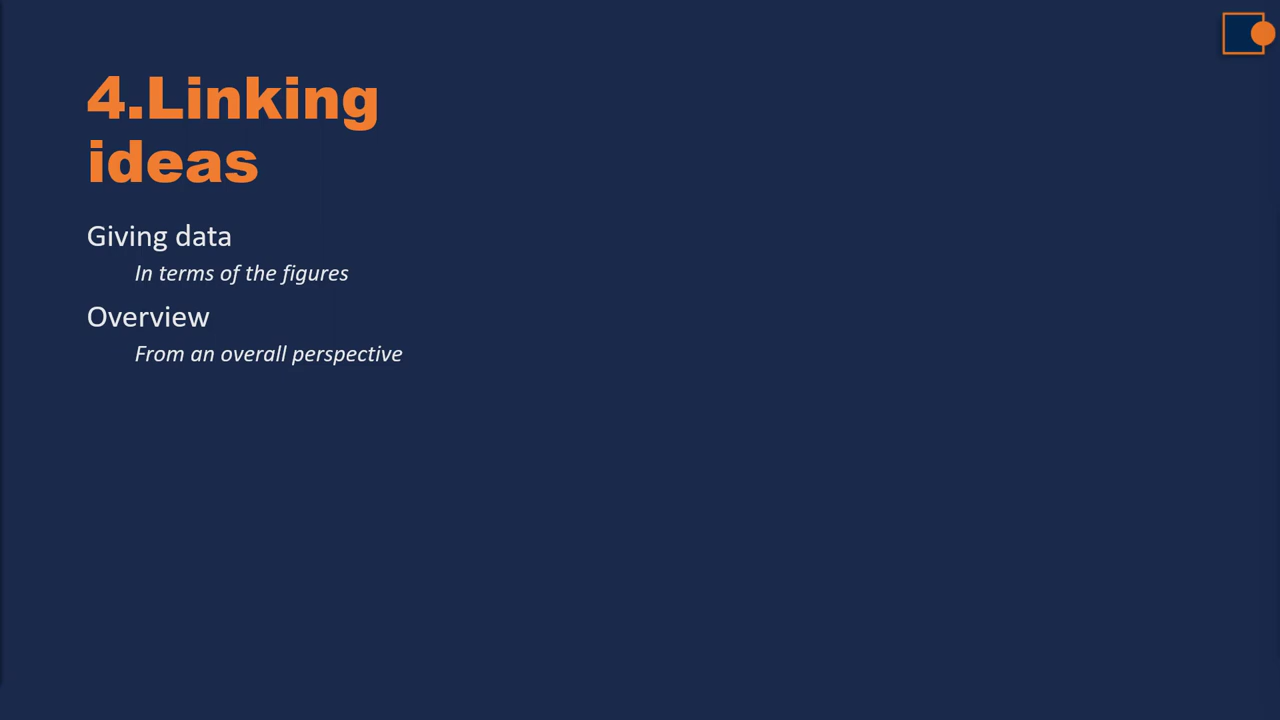 4.Linking
ideas
Giving data
In terms of the figures
Overview
From an overall perspective